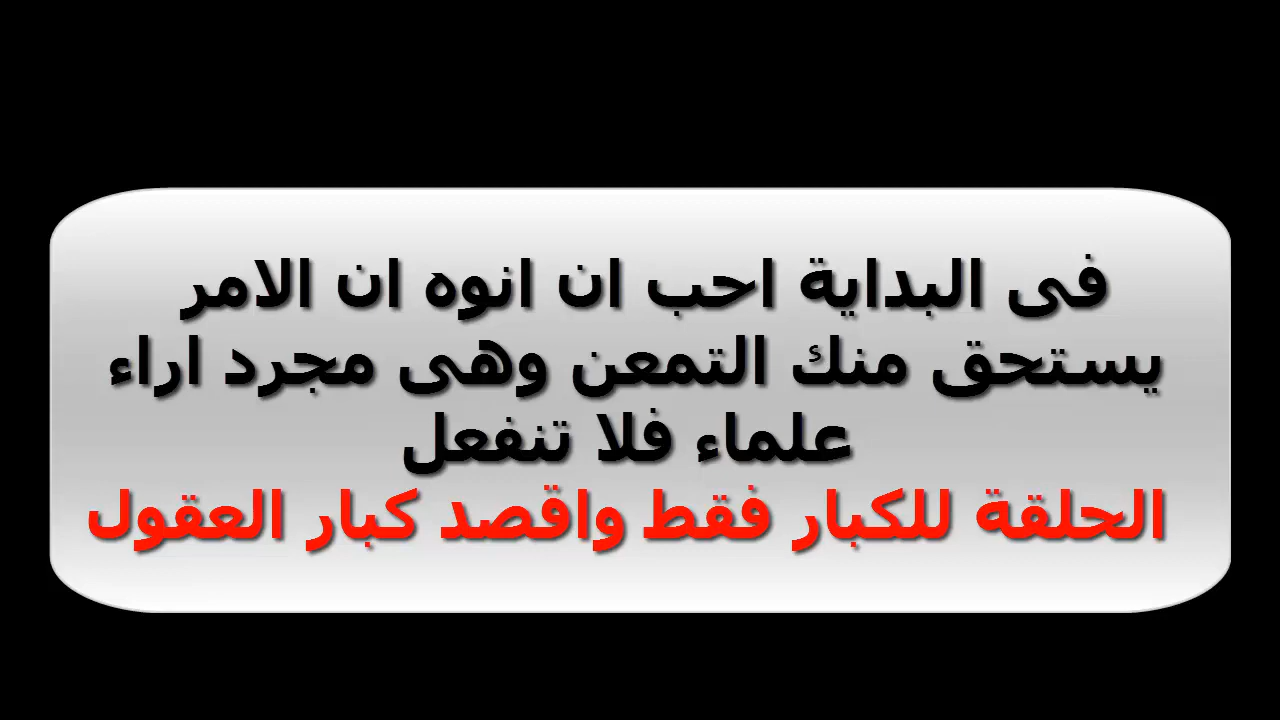 فى البداية احب ان انوه ان الامر
يستحق منك التمعن وهى مجرد اراء
علماء فلا تنفعل
الحلقة للكبار فقط واقصد كبار العقول